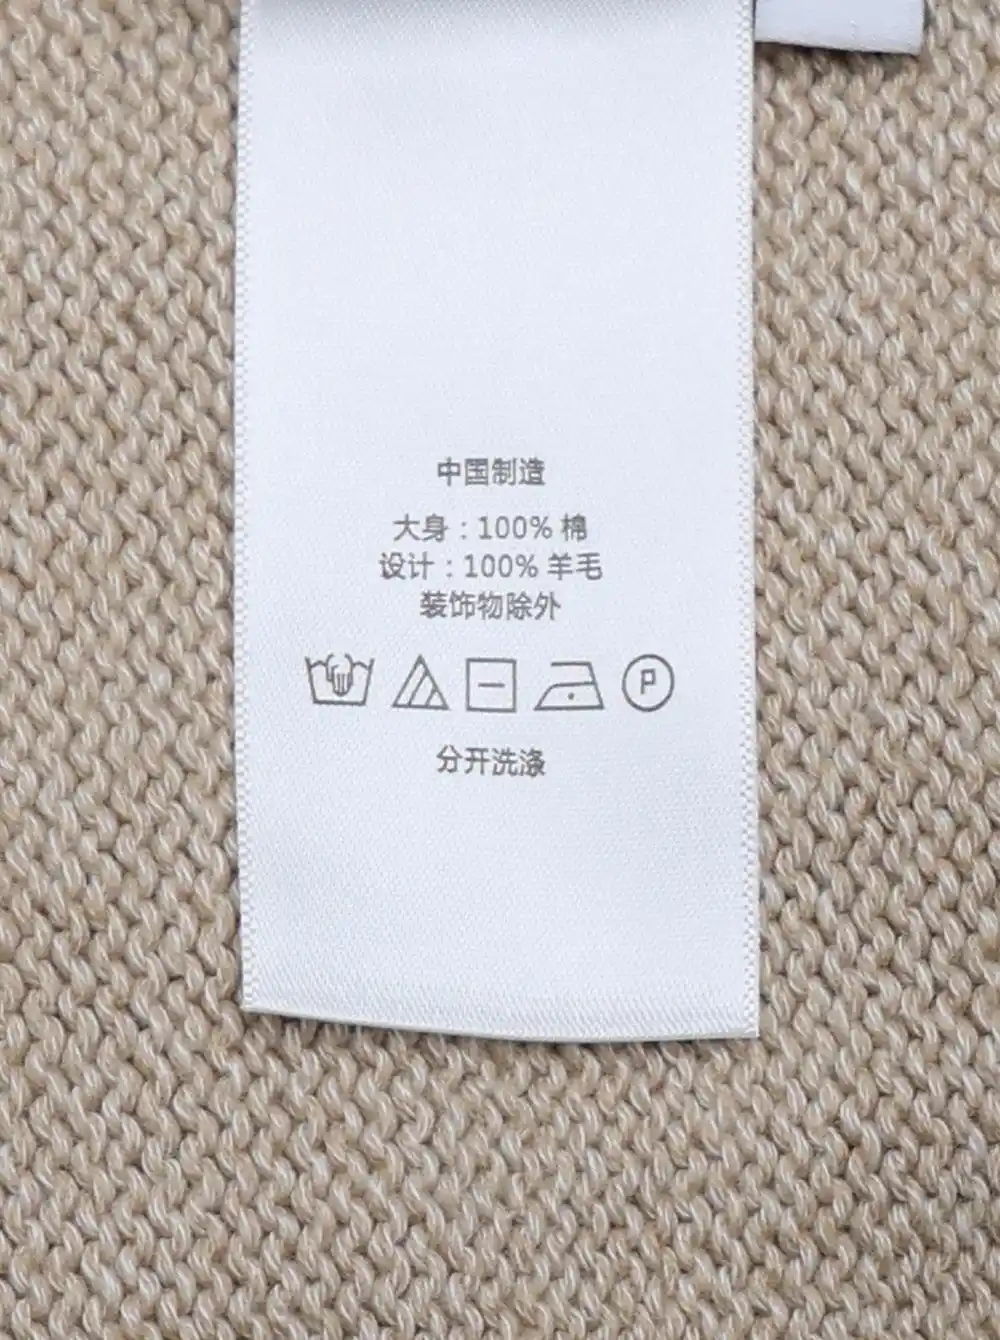 中国制造
大身：100% 棉
设计：100% 羊毛
装饰物除外
P
分开洗涤